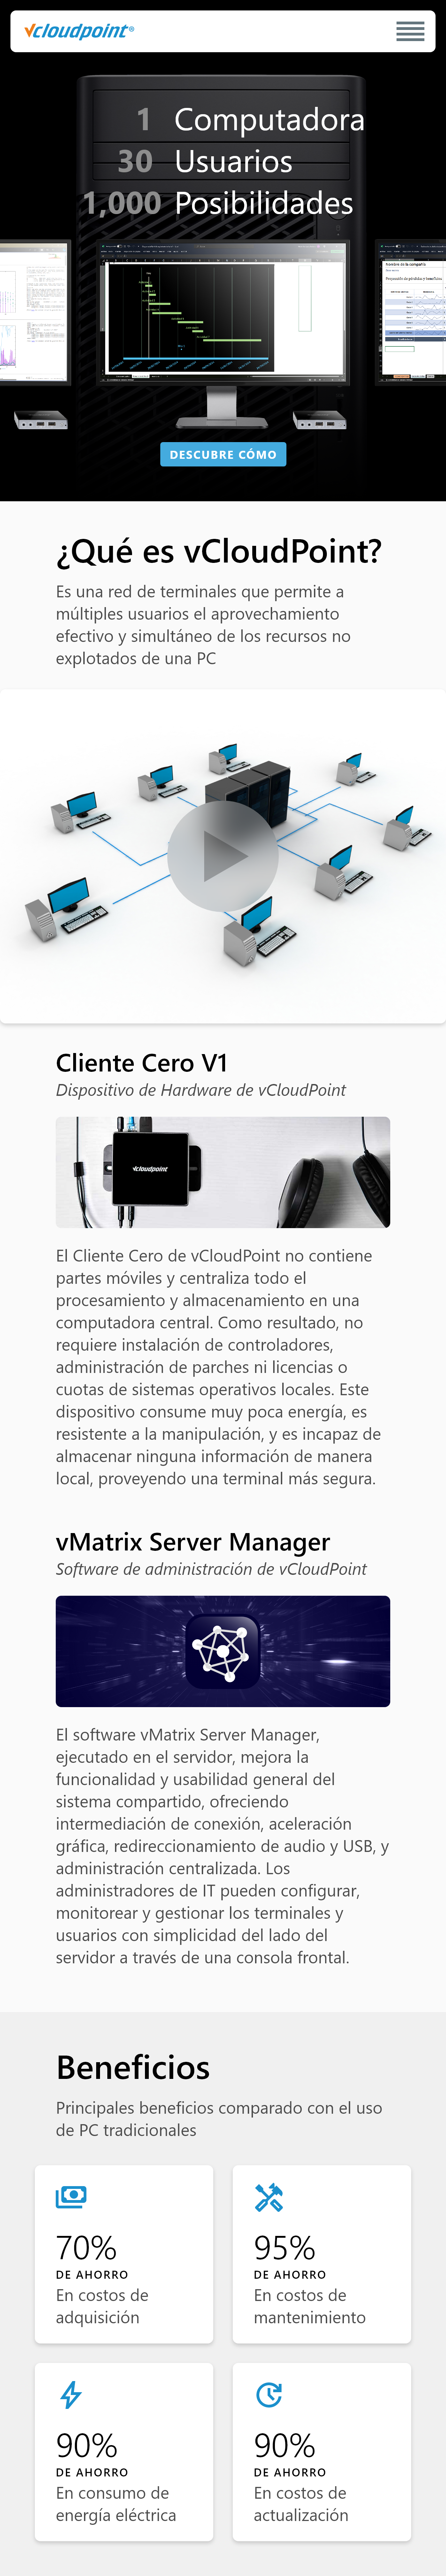 vcloudpoint®
1 Computadora
30 Usuarios
1,000 Posibilidades
Nombre de la compañía
DESCUBRE CÓMO
¿Qué es vCloudPoint?
Es una red de terminales que permite a
múltiples usuarios el aprovechamiento
efectivo y simultáneo de los recursos no
explotados de una PC
Cliente Cero V1
Dispositivo de Hardware de vCloudPoint
vcloudpoint
El Cliente Cero de vCloudPoint no contiene
partes móviles y centraliza todo el
procesamiento y almacenamiento en una
computadora central. Como resultado, no
requiere instalación de controladores,
administración de parches ni licencias o
cuotas de sistemas operativos locales. Este
dispositivo consume muy poca energía, es
resistente a la manipulación, y es incapaz de
almacenar ninguna información de manera
local, proveyendo una terminal más segura.
vMatrix Server Manager
Software de administración de vCloudPoint
El software vMatrix Server Manager,
ejecutado en el servidor, mejora la
funcionalidad y usabilidad general del
sistema compartido, ofreciendo
intermediación de conexión, aceleración
gráfica, redireccionamiento de audio y USB, y
administración centralizada. Los
administradores de IT pueden configurar,
monitorear y gestionar los terminales y
usuarios con simplicidad del lado del
servidor a través de una consola frontal.
Beneficios
Principales beneficios comparado con el uso
de PC tradicionales
70%
DE AHORRO
En costos de
adquisición
95%
DE AHORRO
En costos de
mantenimiento
90%
DE AHORRO
En consumo de
energía eléctrica
90%
DE AHORRO
En costos de
actualización